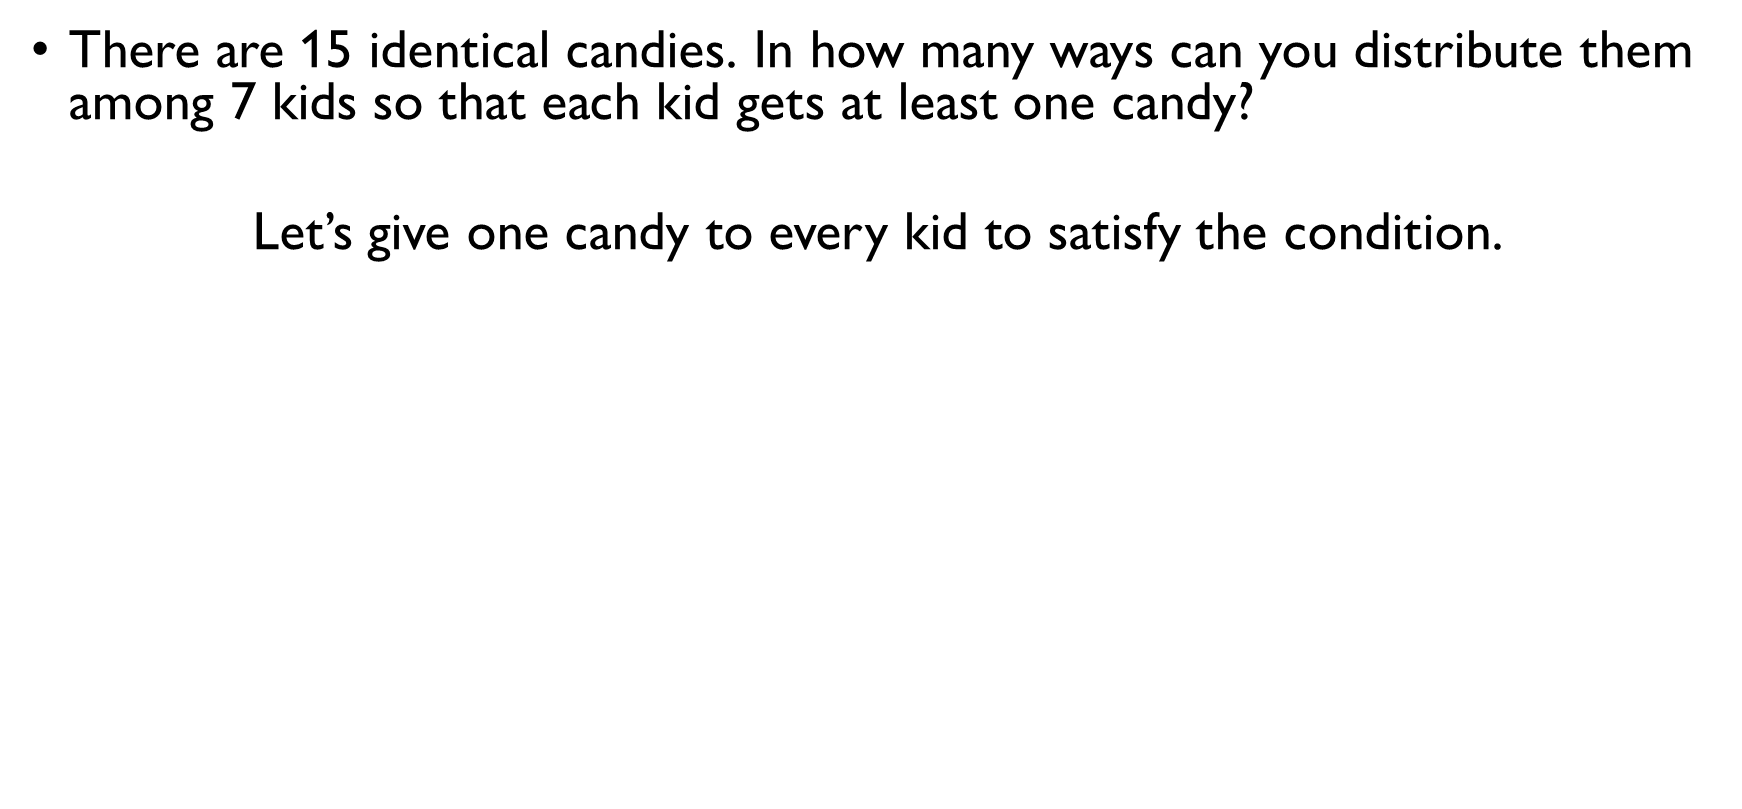 • There are 15 identical candies. In how many ways can you distribute them
among 7 kids so that each kid gets at least one candy?
Let’s give one candy to every kid to satisfy the condition.